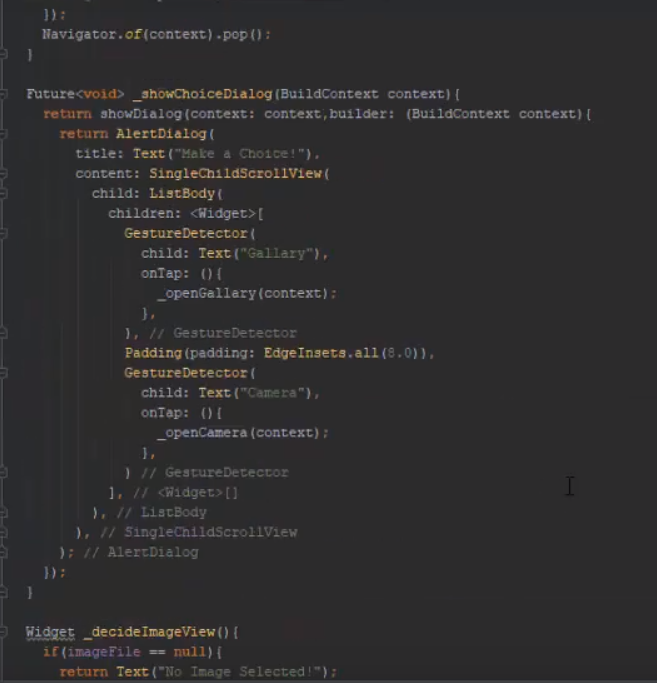 });
Navigator.of(context).pop();
}
Future<void> _showChoiceDialog(BuildContext context){
return showDialog(context: context,builder: (BuildContext context){
return AlertDialog(
title: Text("Make a Choice!"),
content: SingleChildScrollView(
child: ListBody(
children: <Widget>[
GestureDetector(
child: Text("Gallary"),
onTap: (){
_openGallary(context);
},
), // GestureDetector
Padding(padding: EdgeInsets.all(8.0)),
GestureDetector(
child: Text("Camera"),
onTap: (){
_openCamera(context);
},
) // GestureDetector
], // <Widget>[]
), // ListBody
), // SingleChildScrollView
); // AlertDialog
});
}
Widget _decideImageView(){
if(imageFile == null){
return Text("No Image Selected!");